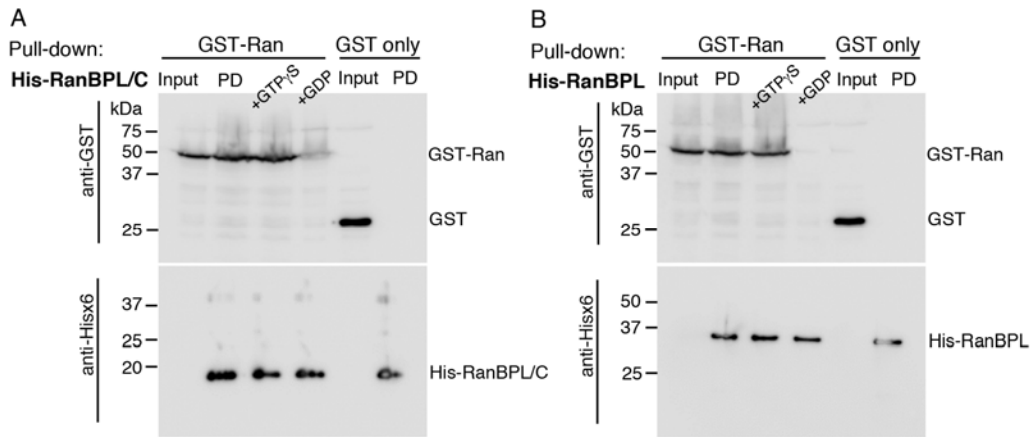 A
Pull-down: GST-Ran GST only
His-RanBPL/C Input PD +GTPγS +GDP Input PD
kDa
75
50
37
25
anti-GST
GST-Ran
GST
37
25
20
anti-Hisx6
His-RanBPL/C
B
Pull-down: GST-Ran GST only
His-RanBPL Input PD +GTPγS +GDP Input PD
kDa
75
50
37
25
anti-GST
GST-Ran
GST
50
37
25
anti-Hisx6
His-RanBPL